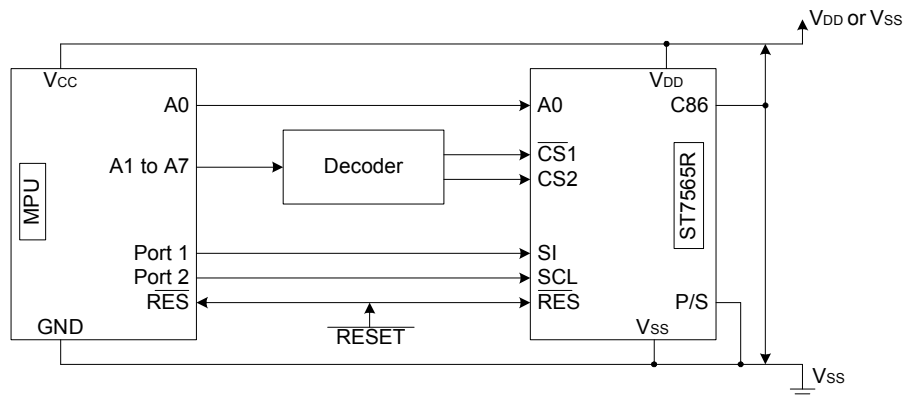 VDD or VSS
VCC
A0
A1 to A7
MPU
Port 1
Port 2
RES
GND
Decoder
RESET
VDD
A0
C86
CS1
CS2
ST7565R
SI
SCL
RES
P/S
VSS
VSS